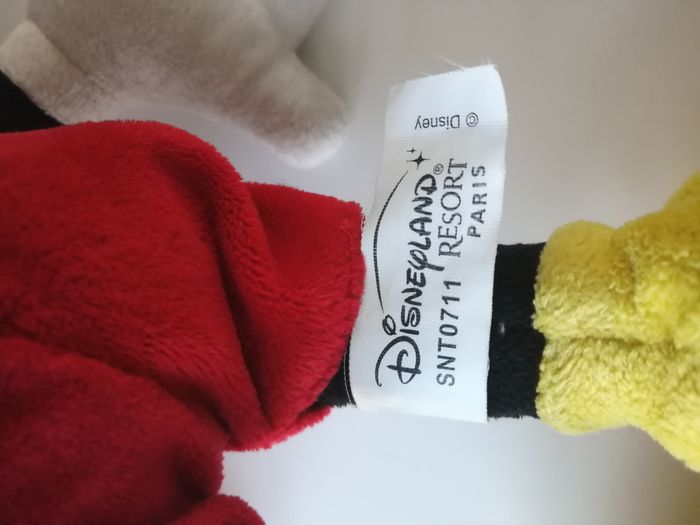 © Disney
DISNEYLAND®
RESORT
PARIS
SNT0711